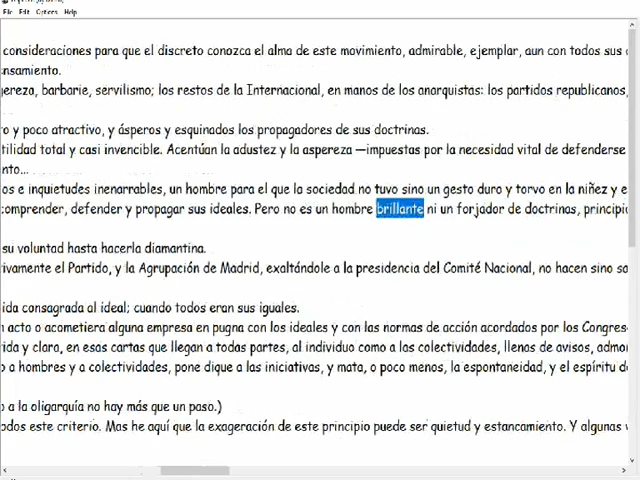 File Edit Options Help
consideraciones para que el discreto conozca el alma de este movimiento, admirable, ejemplar, aun con todos sus
nsamiento.
ereza, barbarie, servilismo; los restos de la Internacional, en manos de los anarquistas: los partidos republicanos,
o y poco atractivo, y ásperos y esquinados los propagadores de sus doctrinas.
tilidad total y casi invencible. Acentúan la adustez y la aspereza —impuestas por la necesidad vital de defenderse
nto...
os e inquietudes inenarrables, un hombre para el que la sociedad no tuvo sino un gesto duro y torvo en la niñez y e
comprender, defender y propagar sus ideales. Pero no es un hombre brillante ni un forjador de doctrinas, principi
su voluntad hasta hacerla diamantina.
ivamente el Partido, y la Agrupación de Madrid, exaltándole a la presidencia del Comité Nacional, no hacen sino sa
ida consagrada al ideal; cuando todos eran sus iguales.
n acto o acometiera alguna empresa en pugna con los ideales y con las normas de acción acordados por los Congres
rida y clara, en esas cartas que llegan a todas partes, al individuo como a las colectividades, llenas de avisos, admon
o a hombres y a colectividades, pone dique a las iniciativas, y mata, o poco menos, la espontaneidad, y el espíritu d
o a la oligarquía no hay más que un paso.)
odos este criterio. Mas he aquí que la exageración de este principio puede ser quietud y estancamiento. Y algunas